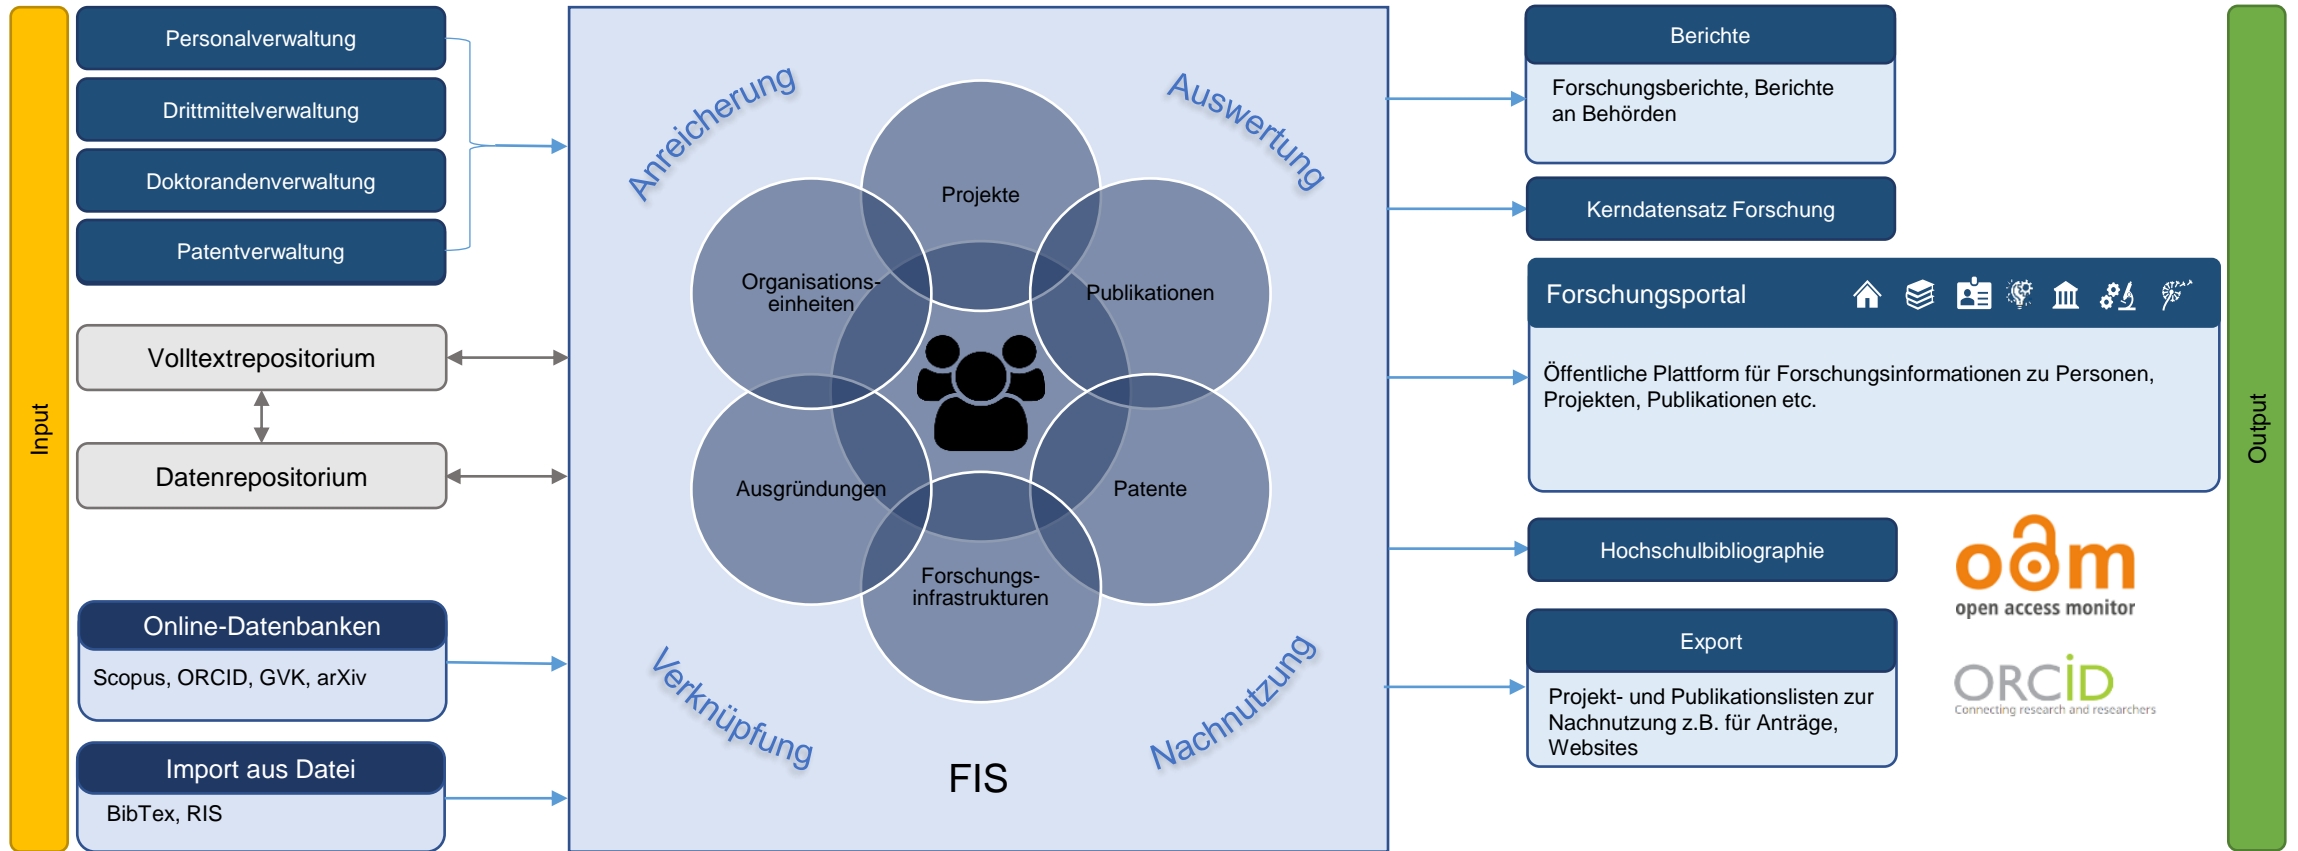 Input
Personalverwaltung
Drittmittelverwaltung
Doktorandenverwaltung
Patentverwaltung
Volltextrepositorium
Datenrepositorium
Online-Datenbanken
Scopus, ORCID, GVK, arXiv
Import aus Datei
BibTex, RIS
Anreicherung
Auswertung
Projekte
Organisations-
einheiten
Publikationen
Ausgründungen
Patente
Forschungs-
infrastrukturen
Verknüpfung
Nachnutzung
FIS
Berichte
Forschungsberichte, Berichte
an Behörden
Kerndatensatz Forschung
Forschungsportal
Öffentliche Plattform für Forschungsinformationen zu Personen,
Projekten, Publikationen etc.
Hochschulbibliographie
Export
Projekt- und Publikationslisten zur
Nachnutzung z.B. für Anträge,
Websites
oam
open access monitor
ORCID
Connecting research and researchers
Output